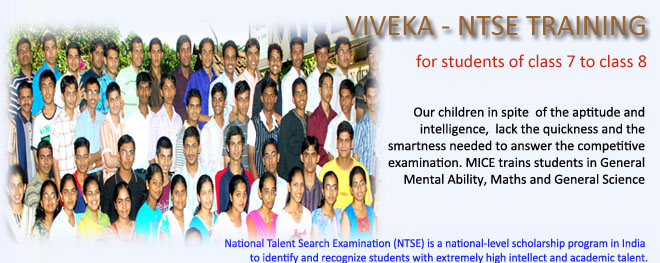 VIVEKA - NTSE TRAINING
for students of class 7 to class 8
Our children in spite of the aptitude and
intelligence, lack the quickness and the
smartness needed to answer the competitive
examination. MICE trains students in General
Mental Ability, Maths and General Science
National Talent Search Examination (NTSE) is a national-level scholarship program in India
to identify and recognize students with extremely high intellect and academic talent.